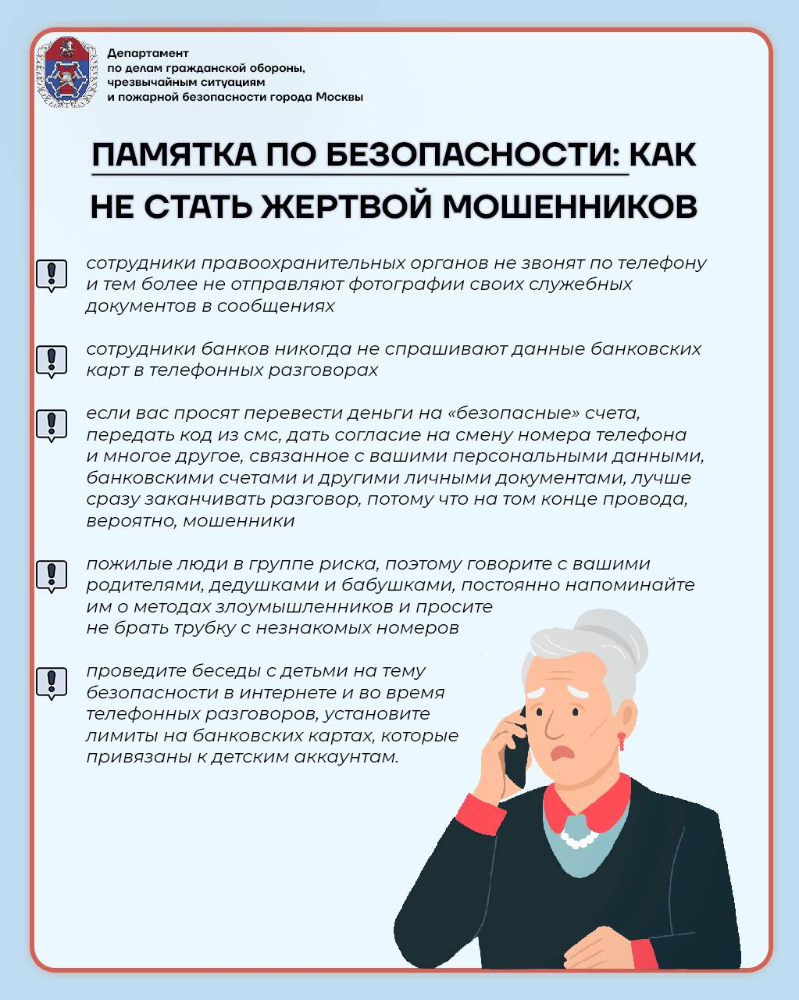 Департамент
по делам гражданской обороны,
чрезвычайным ситуациям
и пожарной безопасности города Москвы
ПАМЯТКА ПО БЕЗОПАСНОСТИ: КАК
НЕ СТАТЬ ЖЕРТВОЙ МОШЕННИКОВ
сотрудники правоохранительных органов не звонят по телефону
и тем более не отправляют фотографии своих служебных
документов в сообщениях
сотрудники банков никогда не спрашивают данные банковских
карт в телефонных разговорах
если вас просят перевести деньги на «безопасные» счета,
передать код из смс, дать согласие на смену номера телефона
и многое другое, связанное с вашими персональными данными,
банковскими счетами и другими личными документами, лучше
сразу заканчивать разговор, потому что на том конце провода,
вероятно, мошенники
пожилые люди в группе риска, поэтому говорите с вашими
родителями, дедушками и бабушками, постоянно напоминайте
им о методах злоумышленников и просите
не брать трубку с незнакомых номеров
проведите беседы с детьми на тему
безопасности в интернете и во время
телефонных разговоров, установите
лимиты на банковских картах, которые
привязаны к детским аккаунтам.